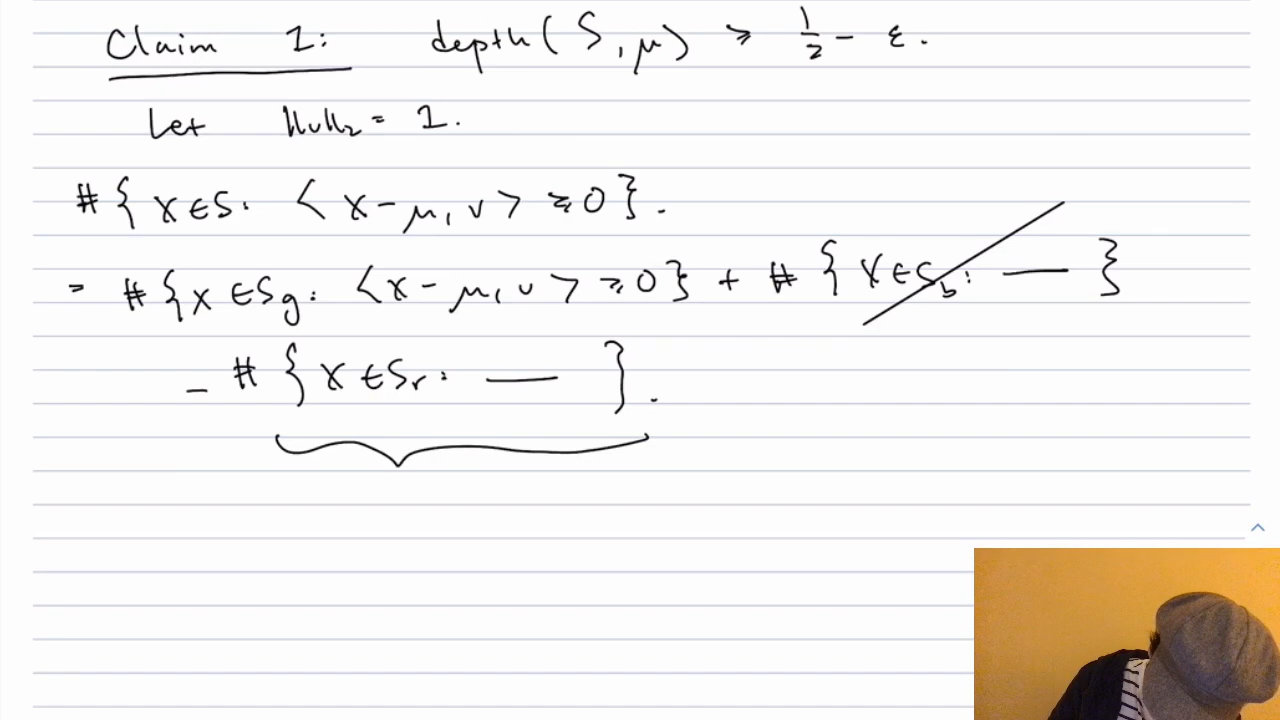 Claim 1: depth(S, μ) ≥ 1/2 - ε.
Let ||v||₂ = 1.
#{ x ∈ S: ⟨ x - μ, v ⟩ ≥ 0 }.
= #{ x ∈ S_g: ⟨ x - μ, v ⟩ ≥ 0 } + #{ x ∈ S_b: — }
- #{ x ∈ S_r: — }.